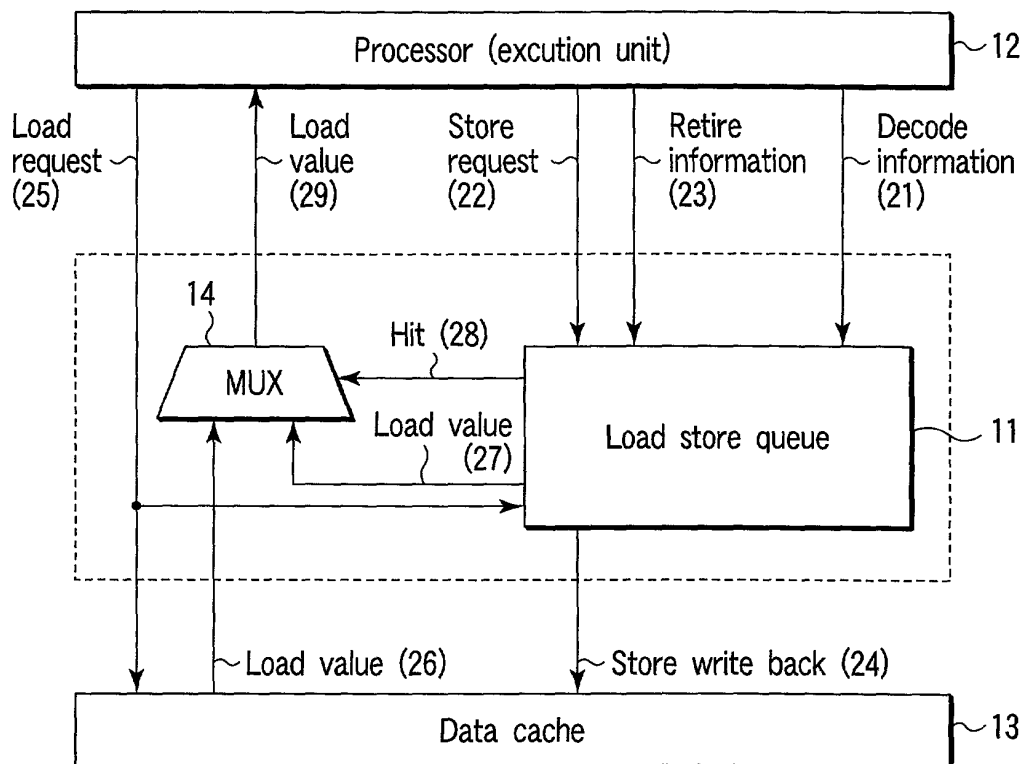 Processor (excution unit)
12
Load
request
(25)
Load
value
(29)
Store
request
(22)
Retire
information
(23)
Decode
information
(21)
14
Hit (28)
MUX
Load value
(27)
Load store queue
11
Load value (26)
Store write back (24)
Data cache
13